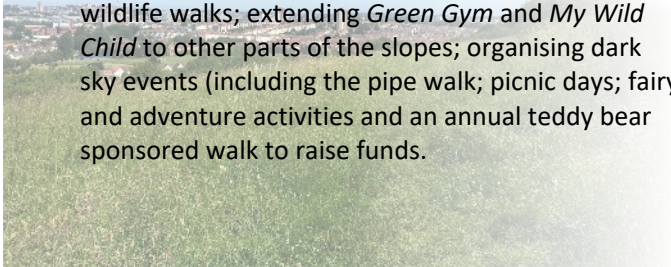 wildlife walks; extending Green Gym and My Wild
Child to other parts of the slopes; organising dark
sky events (including the pipe walk; picnic days; fairy
and adventure activities and an annual teddy bear
sponsored walk to raise funds.